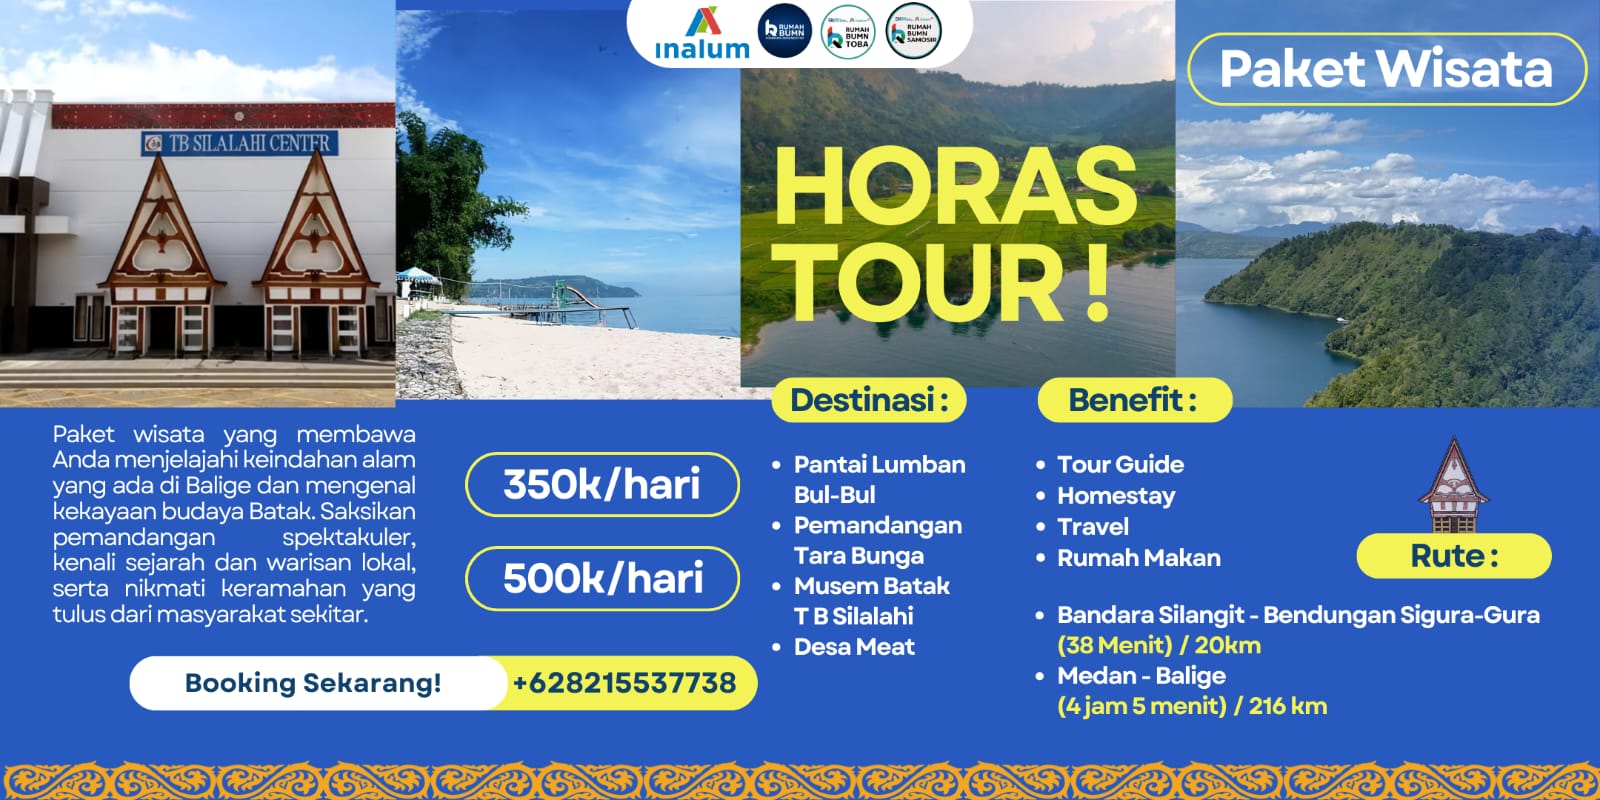 inalum
RUMAH
BUMN
RUMAH
BUMN
TOBA
RUMAH
BUMN
SAMOSIR
Paket Wisata
TB SILALAHI CENTER
HORAS
TOUR !
Paket wisata yang membawa
Anda menjelajahi keindahan alam
yang ada di Balige dan mengenal
kekayaan budaya Batak. Saksikan
pemandangan spektakuler,
kenali sejarah dan warisan lokal,
serta nikmati keramahan yang
tulus dari masyarakat sekitar.
350k/hari
500k/hari
Booking Sekarang!
+628215537738
Destinasi :
• Pantai Lumban
Bul-Bul
• Pemandangan
Tara Bunga
• Musem Batak
T B Silalahi
• Desa Meat
Benefit :
• Tour Guide
• Homestay
• Travel
• Rumah Makan
Rute :
• Bandara Silangit - Bendungan Sigura-Gura
(38 Menit) / 20km
• Medan - Balige
(4 jam 5 menit) / 216 km